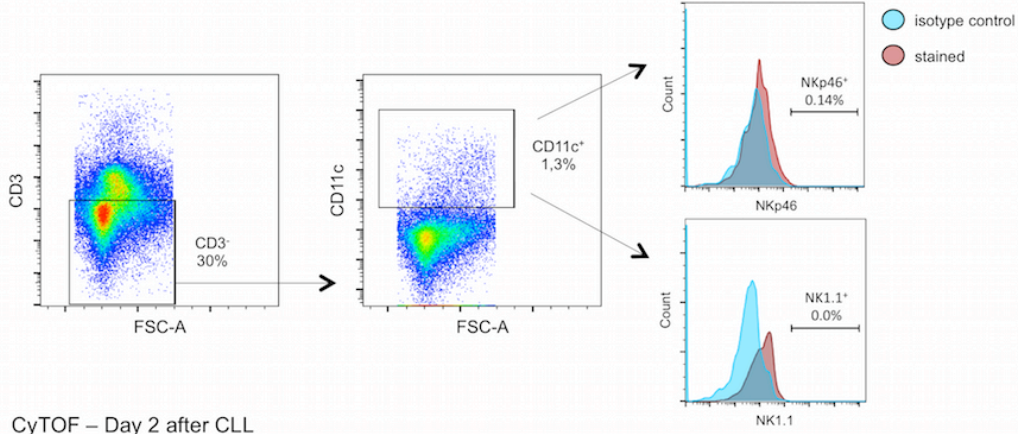 isotype control
stained
NKp46⁺
0.14%
Count
NKp46
CD3
CD3⁻
30%
FSC-A
CD11c
CD11c⁺
1,3%
FSC-A
NK1.1⁺
0.0%
Count
NK1.1
CyTOF – Day 2 after CLL